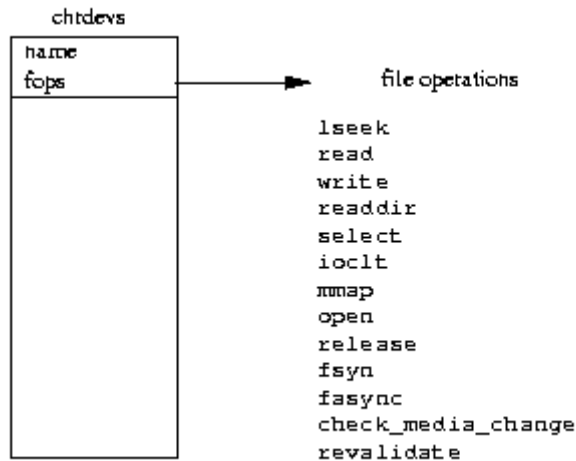 chrdevs
name
fops
file operations
lseek
read
write
readdir
select
ioclt
mmap
open
release
fsyn
fasync
check_media_change
revalidate